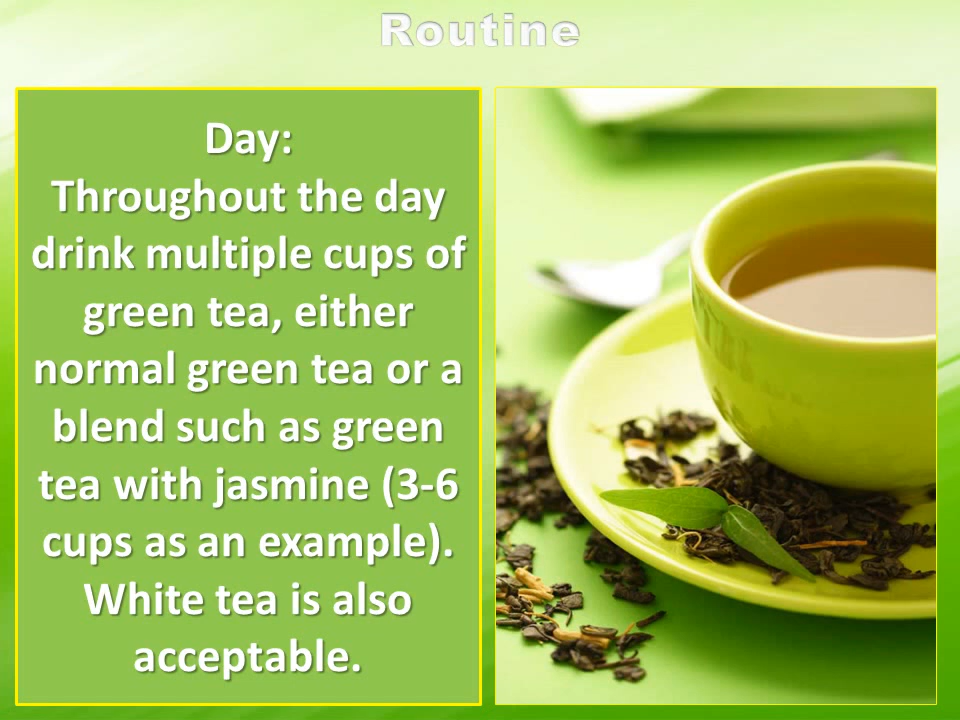 Routine
Day:
Throughout the day
drink multiple cups of
green tea, either
normal green tea or a
blend such as green
tea with jasmine (3-6
cups as an example).
White tea is also
acceptable.